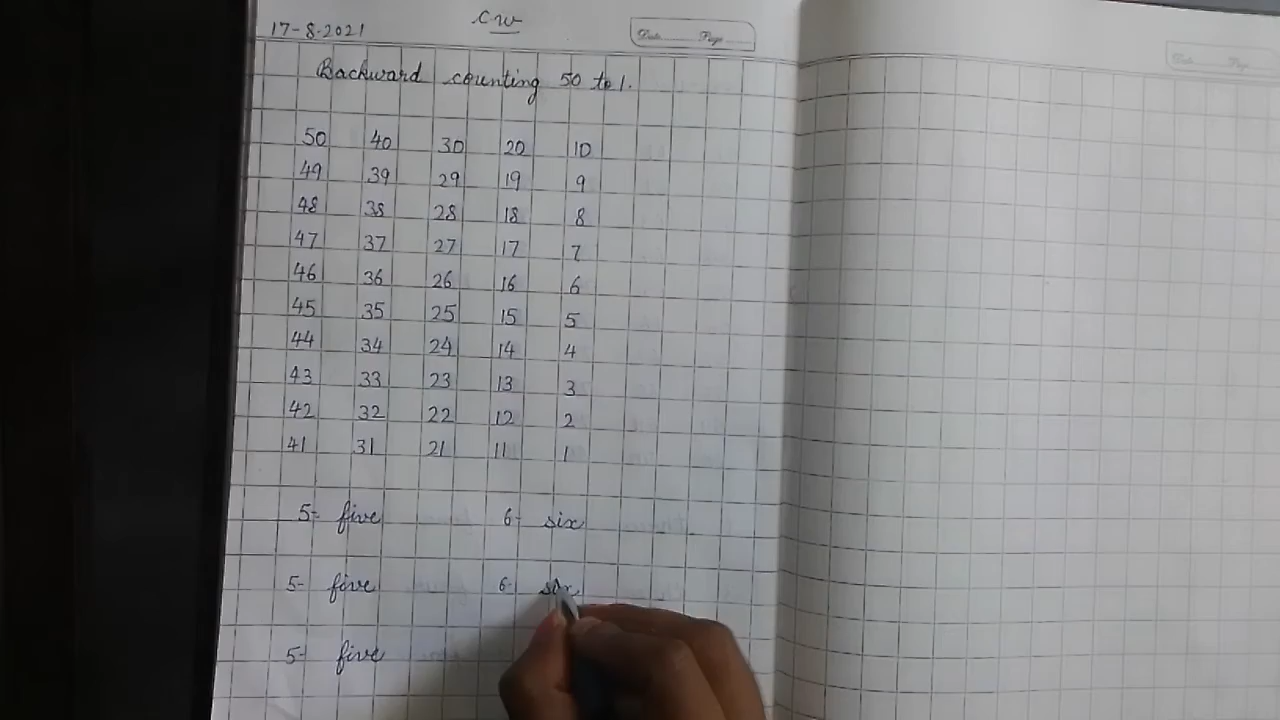 CW
17-8-2021
Date........ Page......
Backward counting 50 to 1.
50 40 30 20 10
49 39 29 19 9
48 38 28 18 8
47 37 27 17 7
46 36 26 16 6
45 35 25 15 5
44 34 24 14 4
43 33 23 13 3
42 32 22 12 2
41 31 21 11 1
5- five 6- six
5- five 6- six
5- five